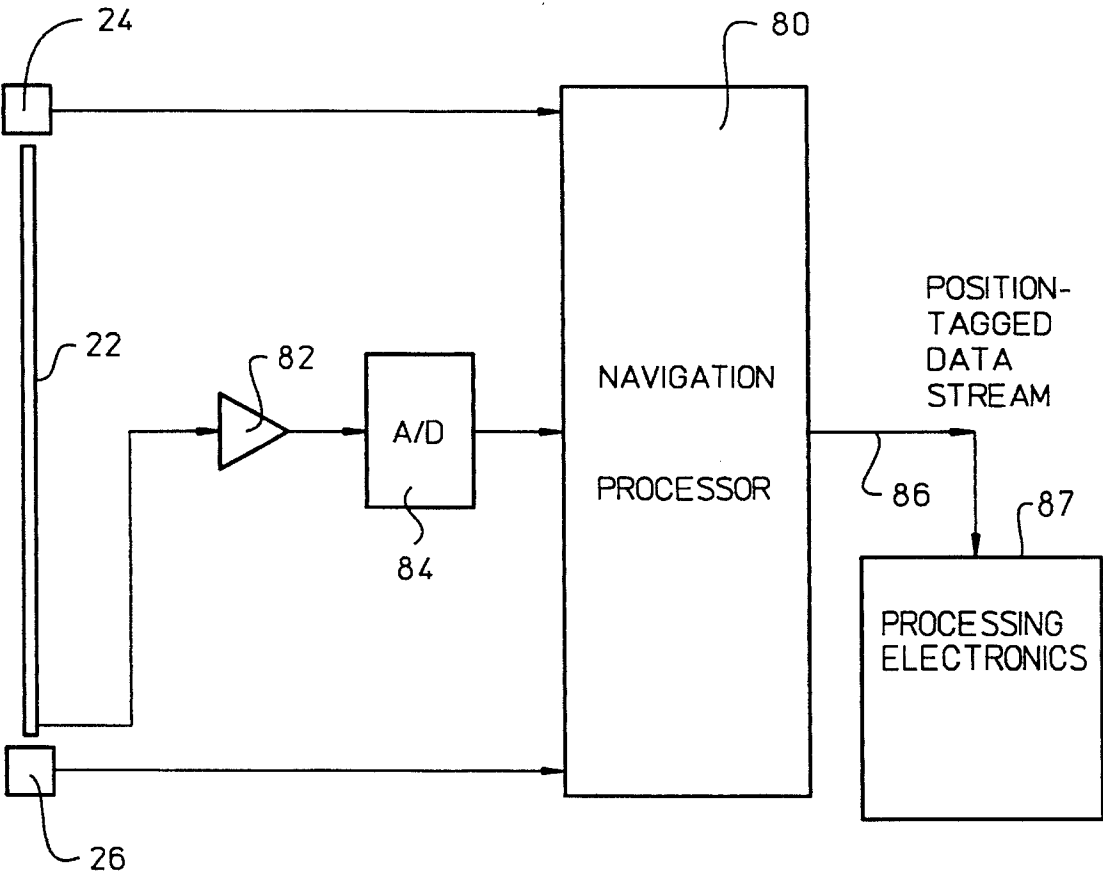 24
80
22
82
A/D
84
NAVIGATION
PROCESSOR
POSITION-
TAGGED
DATA
STREAM
86
87
PROCESSING
ELECTRONICS
26